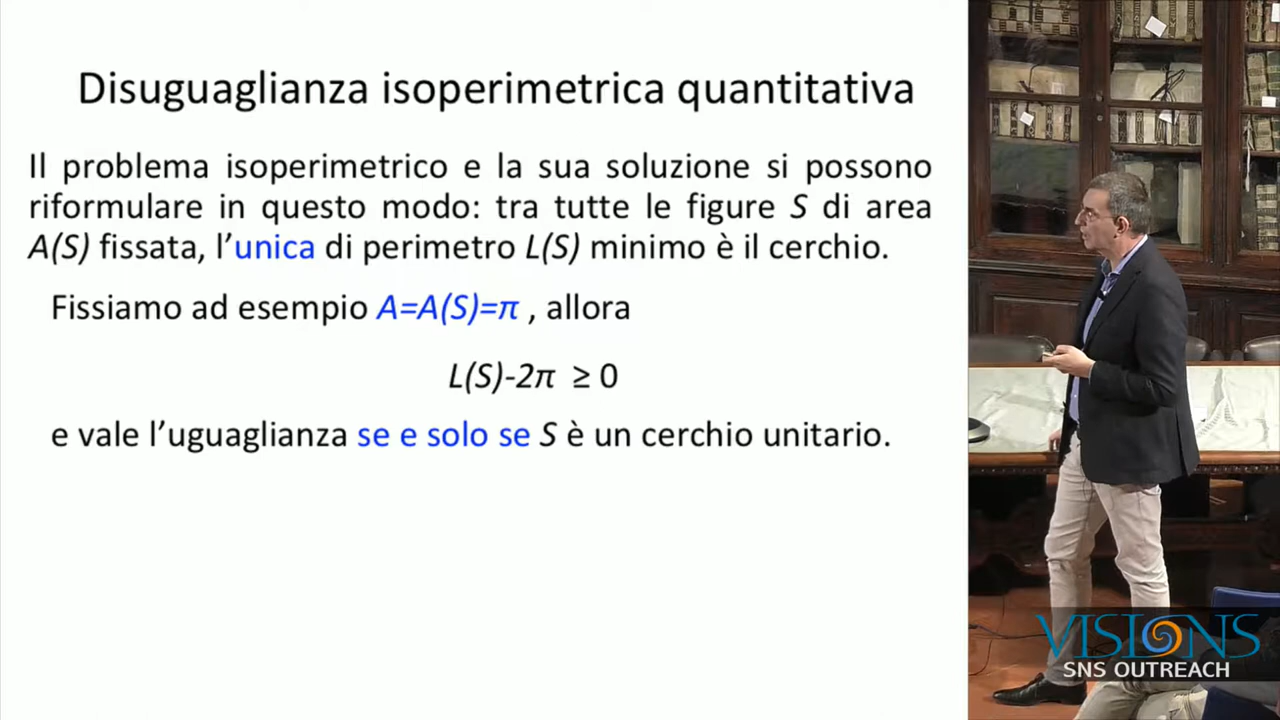 Disuguaglianza isoperimetrica quantitativa
Il problema isoperimetrico e la sua soluzione si possono
riformulare in questo modo: tra tutte le figure S di area
A(S) fissata, l’unica di perimetro L(S) minimo è il cerchio.
Fissiamo ad esempio A=A(S)=π , allora
L(S)-2π ≥ 0
e vale l’uguaglianza se e solo se S è un cerchio unitario.
VISIONS
SNS OUTREACH